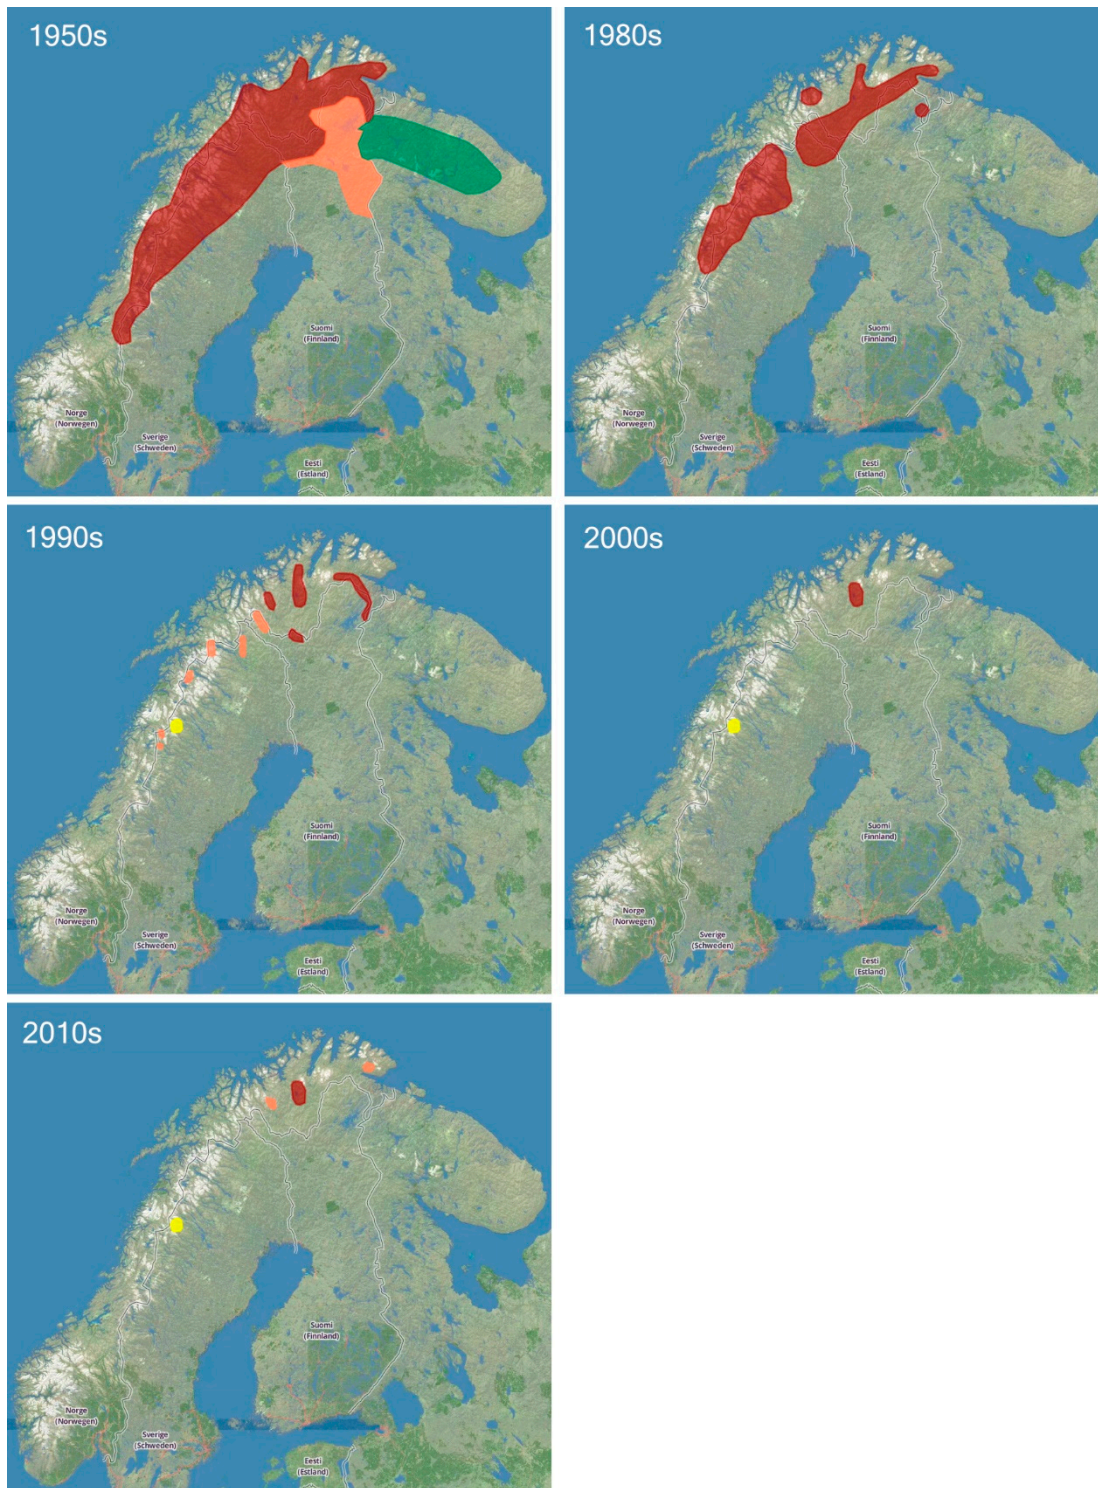 1950s
Suomi
(Finnland)
Norge
(Norwegen)
Sverige
(Schweden)
Eesti
(Estland)
1980s
Suomi
(Finnland)
Norge
(Norwegen)
Sverige
(Schweden)
Eesti
(Estland)
1990s
Suomi
(Finnland)
Norge
(Norwegen)
Sverige
(Schweden)
Eesti
(Estland)
2000s
Suomi
(Finnland)
Norge
(Norwegen)
Sverige
(Schweden)
Eesti
(Estland)
2010s
Suomi
(Finnland)
Norge
(Norwegen)
Sverige
(Schweden)
Eesti
(Estland)